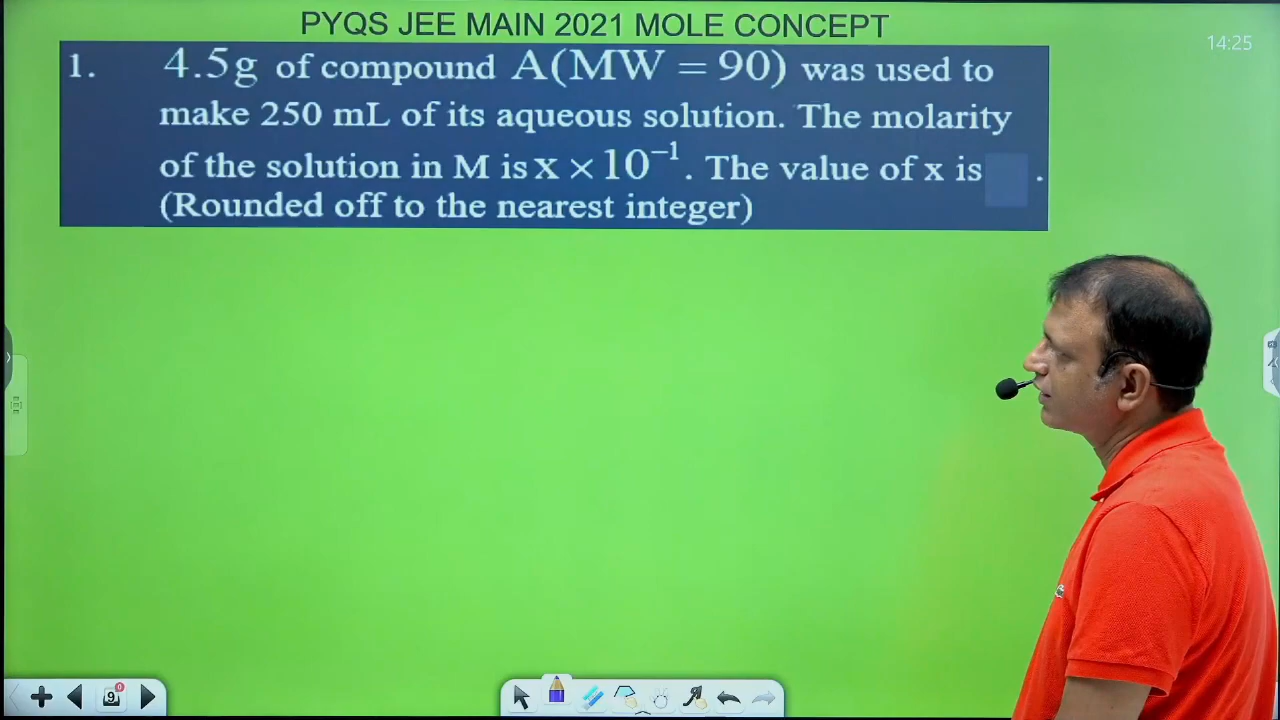 PYQS JEE MAIN 2021 MOLE CONCEPT
14:25
1. 4.5g of compound A(MW = 90) was used to
make 250 mL of its aqueous solution. The molarity
of the solution in M is x × 10⁻¹. The value of x is .
(Rounded off to the nearest integer)
9
0